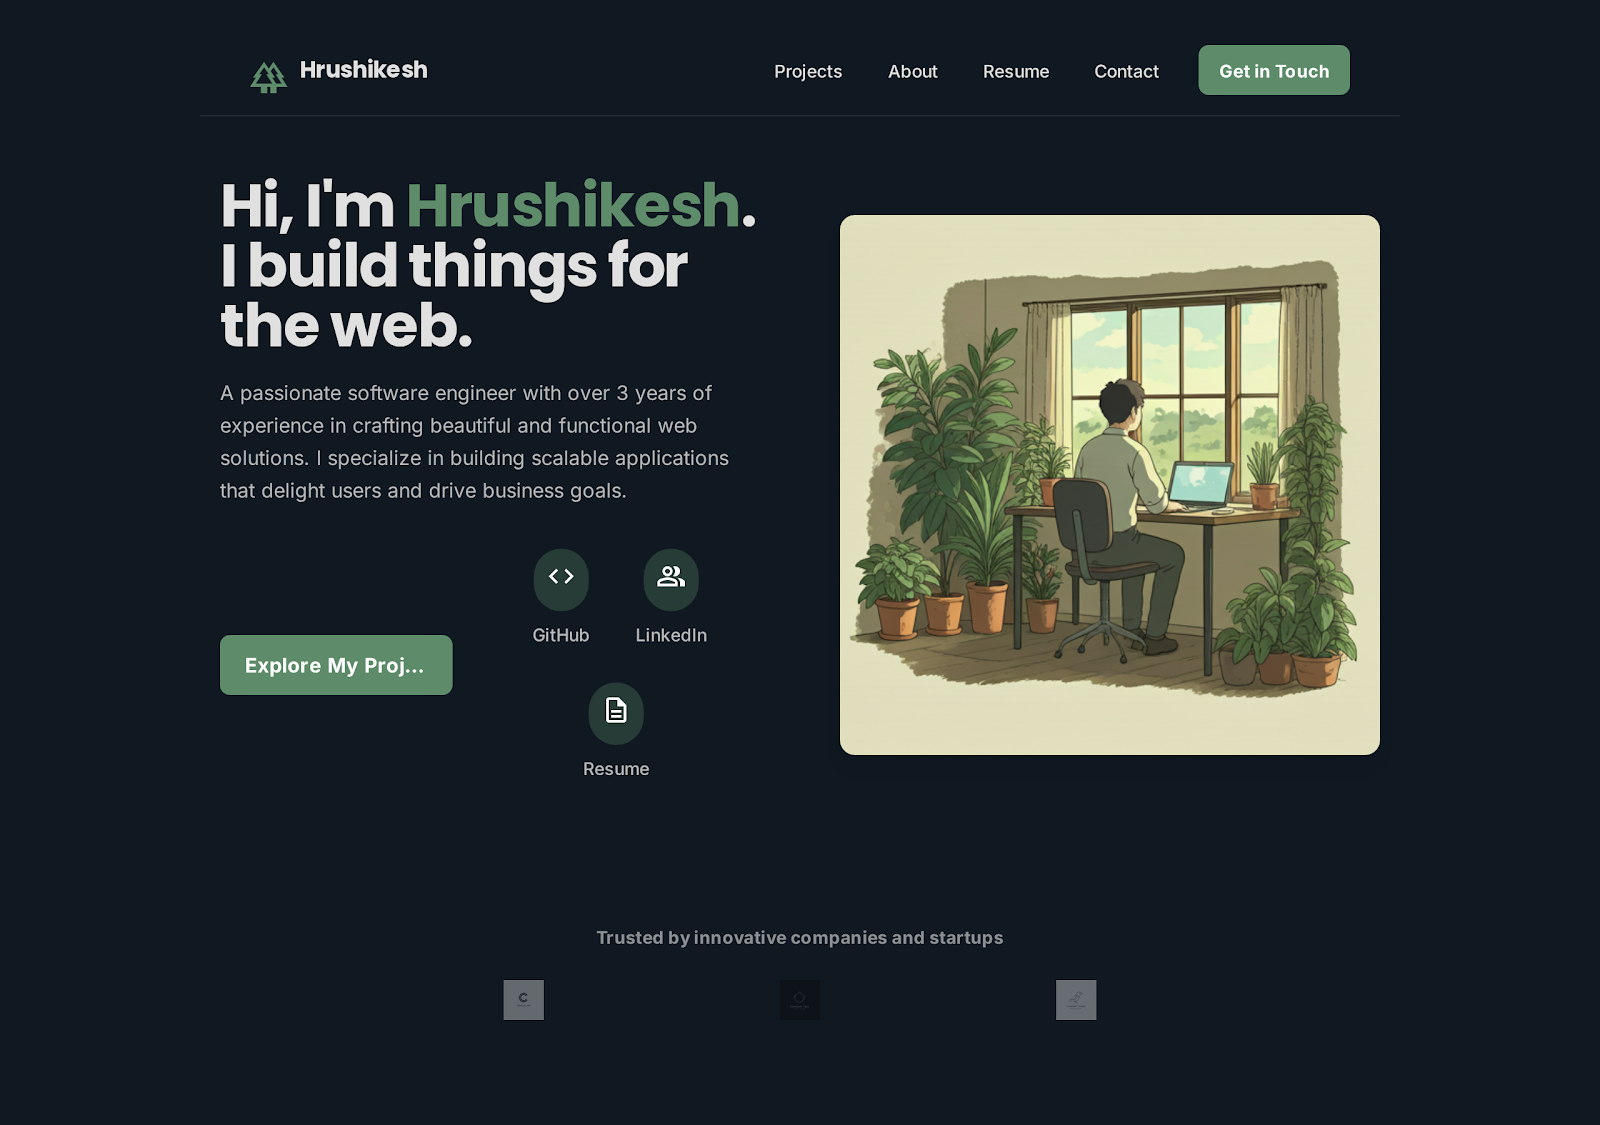 Hrushikesh
Projects
About
Resume
Contact
Get in Touch
Hi, I'm Hrushikesh.
I build things for
the web.
A passionate software engineer with over 3 years of
experience in crafting beautiful and functional web
solutions. I specialize in building scalable applications
that delight users and drive business goals.
GitHub
LinkedIn
Explore My Proj...
Resume
Trusted by innovative companies and startups
C